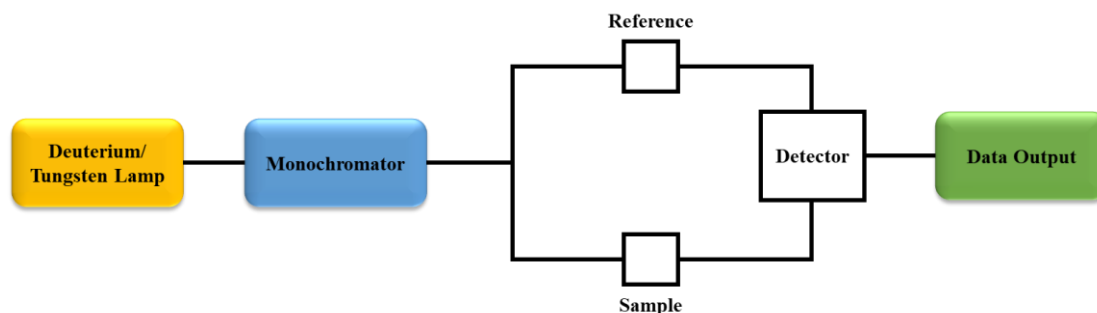 Reference
Deuterium/
Tungsten Lamp
Monochromator
Detector
Data Output
Sample